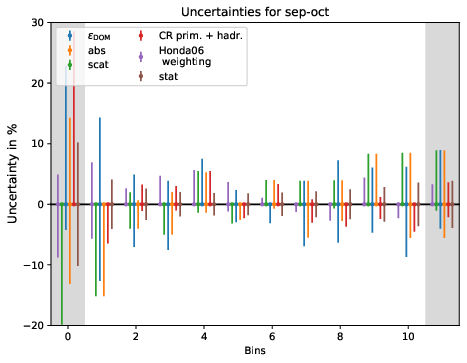 Uncertainties for sep-oct
ε_DOM
abs
scat
CR prim. + hadr.
Honda06
weighting
stat
Uncertainty in %
30
20
10
0
−10
−20
0
2
4
6
8
10
Bins